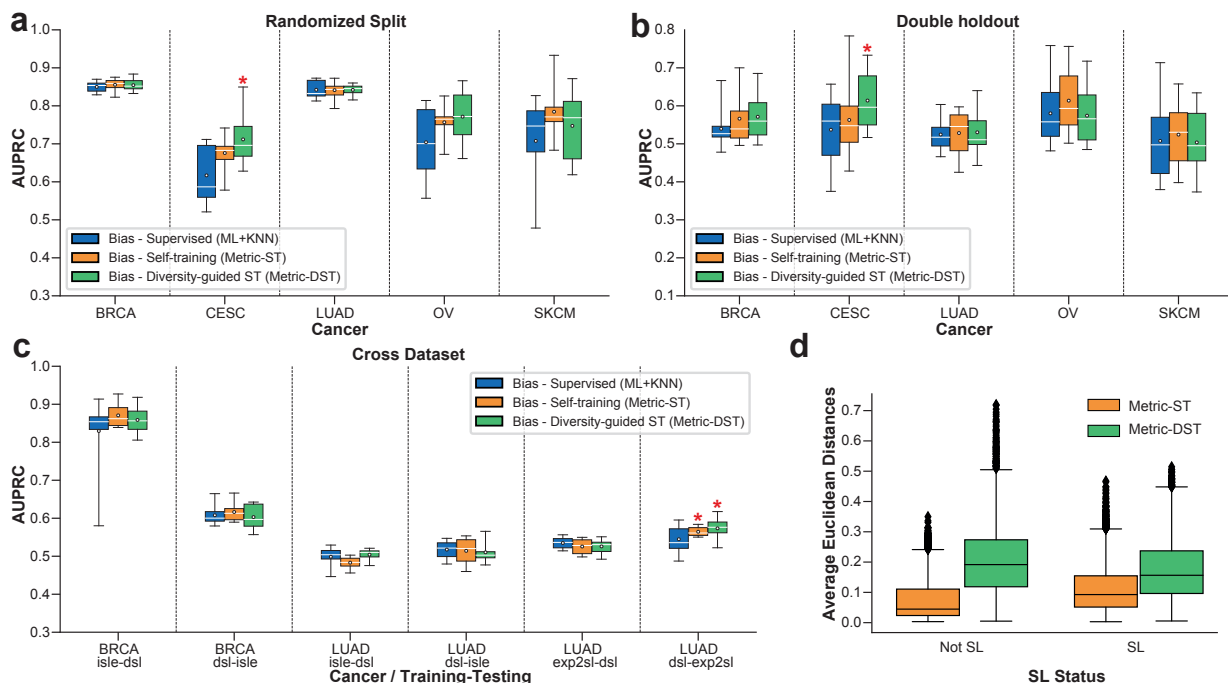 a
Randomized Split
AUPRC
1.0
0.9
0.8
0.7
0.6
0.5
0.4
0.3
*
Bias - Supervised (ML+KNN)
Bias - Self-training (Metric-ST)
Bias - Diversity-guided ST (Metric-DST)
BRCA CESC LUAD OV SKCM
Cancer
b
Double holdout
AUPRC
0.8
0.7
0.6
0.5
0.4
0.3
0.1
*
Bias - Supervised (ML+KNN)
Bias - Self-training (Metric-ST)
Bias - Diversity-guided ST (Metric-DST)
BRCA CESC LUAD OV SKCM
Cancer
c
Cross Dataset
AUPRC
1.0
0.9
0.8
0.7
0.6
0.5
0.4
0.3
Bias - Supervised (ML+KNN)
Bias - Self-training (Metric-ST)
Bias - Diversity-guided ST (Metric-DST)
* *
BRCA BRCA LUAD LUAD LUAD LUAD
isle-dsl dsl-isle isle-dsl dsl-isle exp2sl-dsl dsl-exp2sl
Cancer / Training-Testing
d
Average Euclidean Distances
0.7
0.6
0.5
0.4
0.3
0.2
0.1
0.0
Metric-ST
Metric-DST
Not SL SL
SL Status